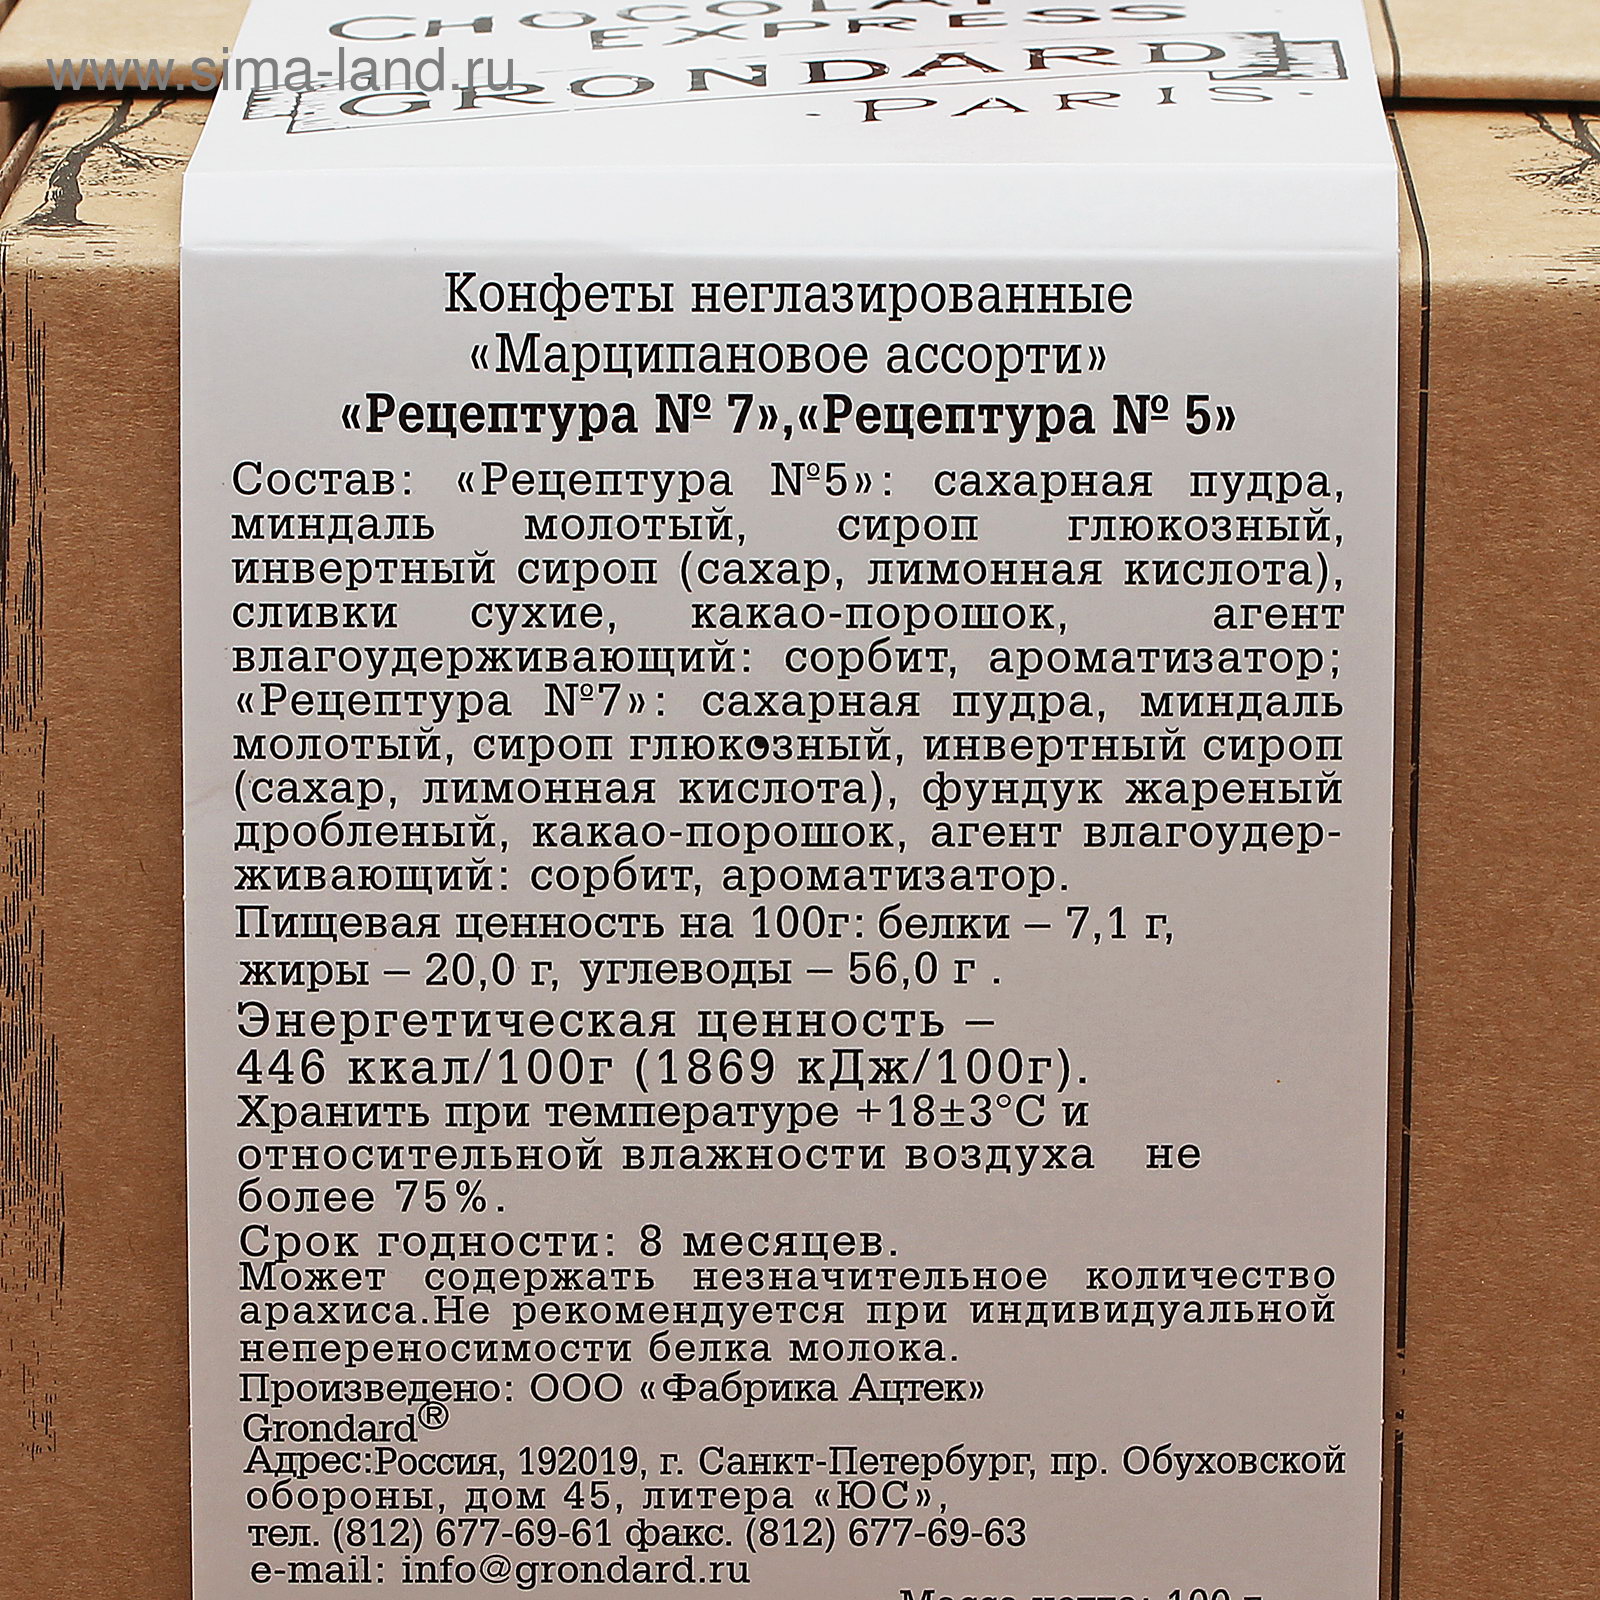 CHOCOLAT
EXPRESS
www.sima-land.ru
GRONDARD
· PARIS ·
Конфеты неглазированные
«Марципановое ассорти»
«Рецептура № 7»,«Рецептура № 5»
Состав: «Рецептура №5»: сахарная пудра,
миндаль молотый, сироп глюкозный,
инвертный сироп (сахар, лимонная кислота),
сливки сухие, какао-порошок, агент
влагоудерживающий: сорбит, ароматизатор;
«Рецептура №7»: сахарная пудра, миндаль
молотый, сироп глюкозный, инвертный сироп
(сахар, лимонная кислота), фундук жареный
дробленый, какао-порошок, агент влагоудер-
живающий: сорбит, ароматизатор.
Пищевая ценность на 100г: белки – 7,1 г,
жиры – 20,0 г, углеводы – 56,0 г .
Энергетическая ценность –
446 ккал/100г (1869 кДж/100г).
Хранить при температуре +18±3°С и
относительной влажности воздуха не
более 75%.
Срок годности: 8 месяцев.
Может содержать незначительное количество
арахиса.Не рекомендуется при индивидуальной
непереносимости белка молока.
Произведено: ООО «Фабрика Ацтек»
Grondard®
Адрес:Россия, 192019, г. Санкт-Петербург, пр. Обуховской
обороны, дом 45, литера «ЮС»,
тел. (812) 677-69-61 факс. (812) 677-69-63
e-mail: info@grondard.ru
Масса нетто: 100 г